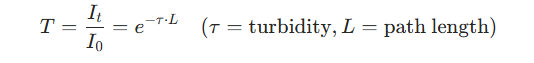 T = I_t / I_0 = e^{-τ·L} (τ = turbidity, L = path length)